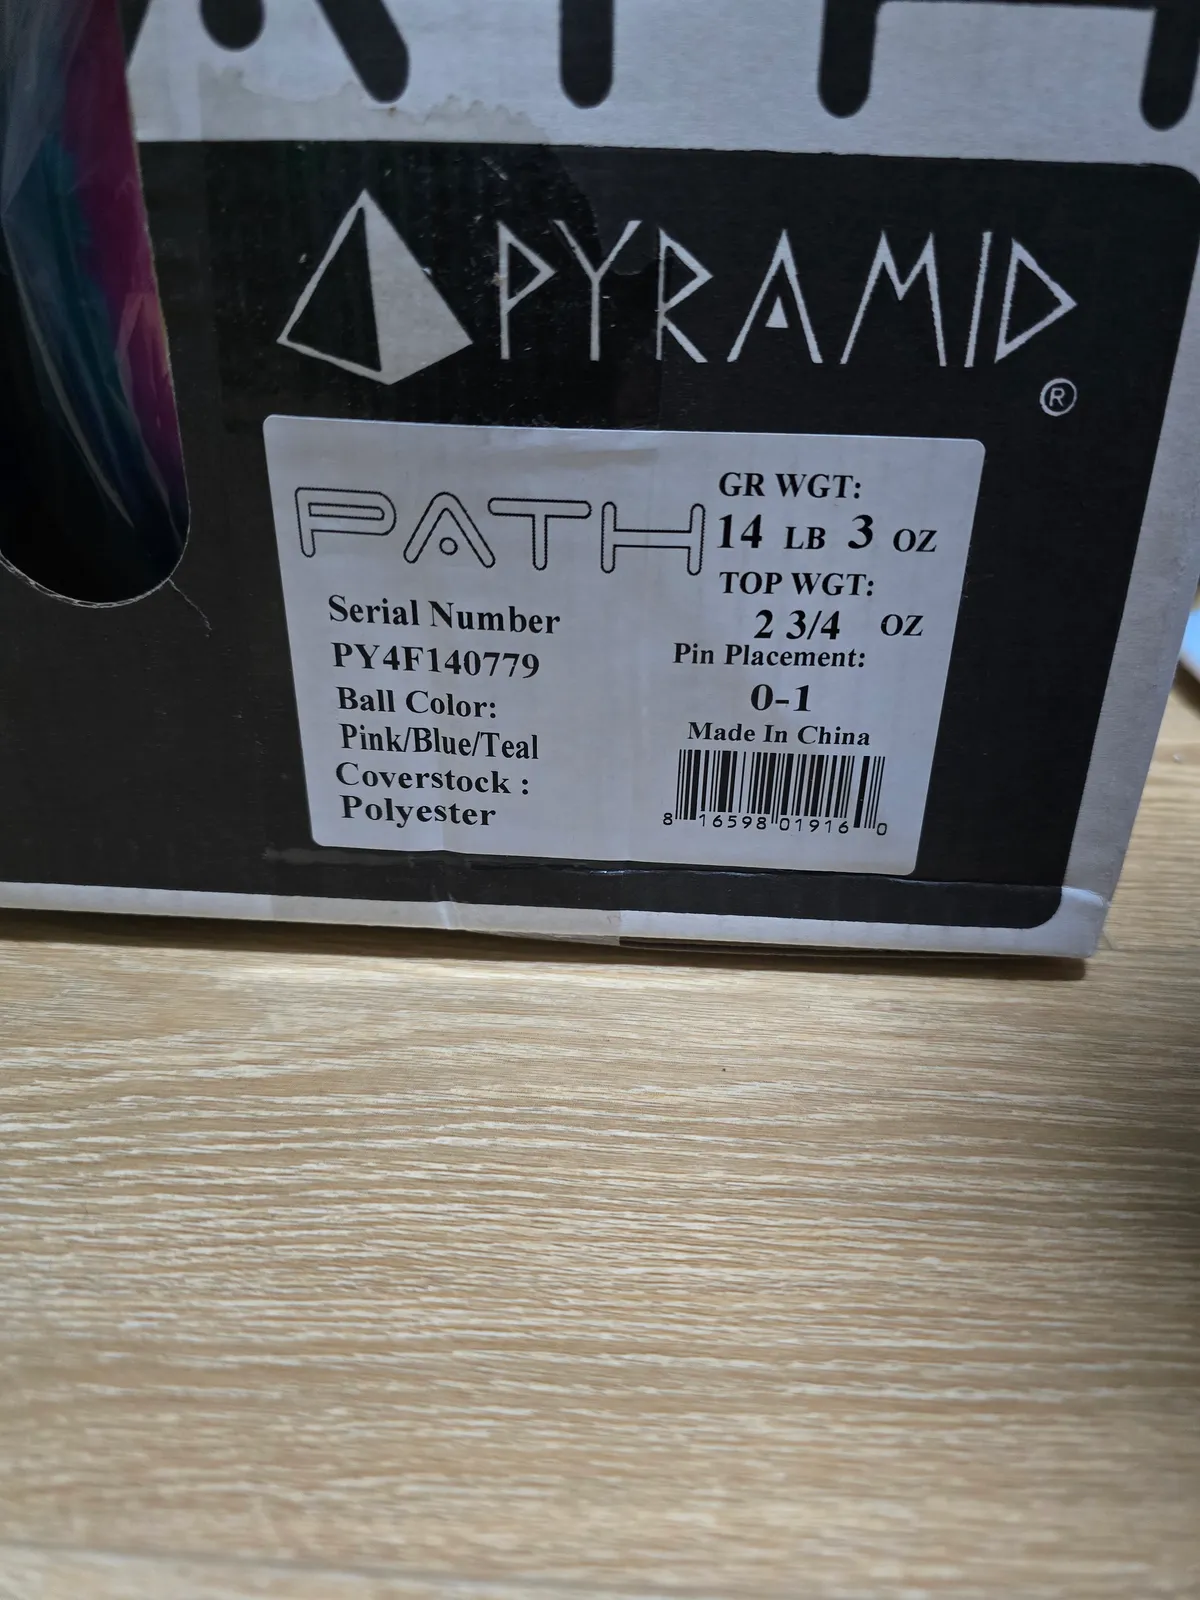 PYRAMID
®
PATH
Serial Number
PY4F140779
Ball Color:
Pink/Blue/Teal
Coverstock :
Polyester
GR WGT:
14 LB 3 OZ
TOP WGT:
2 3/4 OZ
Pin Placement:
0-1
Made In China
8 16598 01916 0